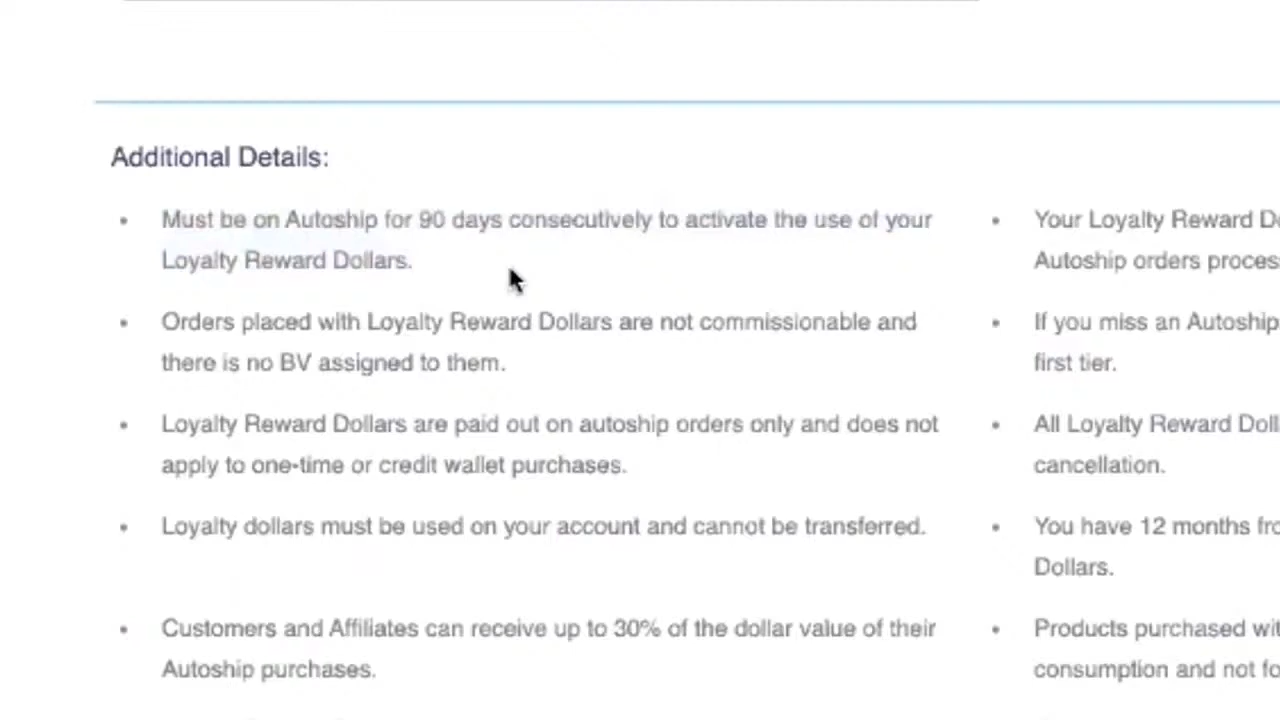 Additional Details:
• Must be on Autoship for 90 days consecutively to activate the use of your
Loyalty Reward Dollars.
• Orders placed with Loyalty Reward Dollars are not commissionable and
there is no BV assigned to them.
• Loyalty Reward Dollars are paid out on autoship orders only and does not
apply to one-time or credit wallet purchases.
• Loyalty dollars must be used on your account and cannot be transferred.
• Customers and Affiliates can receive up to 30% of the dollar value of their
Autoship purchases.
• Your Loyalty Reward
Autoship orders
• If you miss an Autoship
first tier.
• All Loyalty Reward
cancellation.
• You have 12 months
Dollars.
• Products purchased
consumption and not